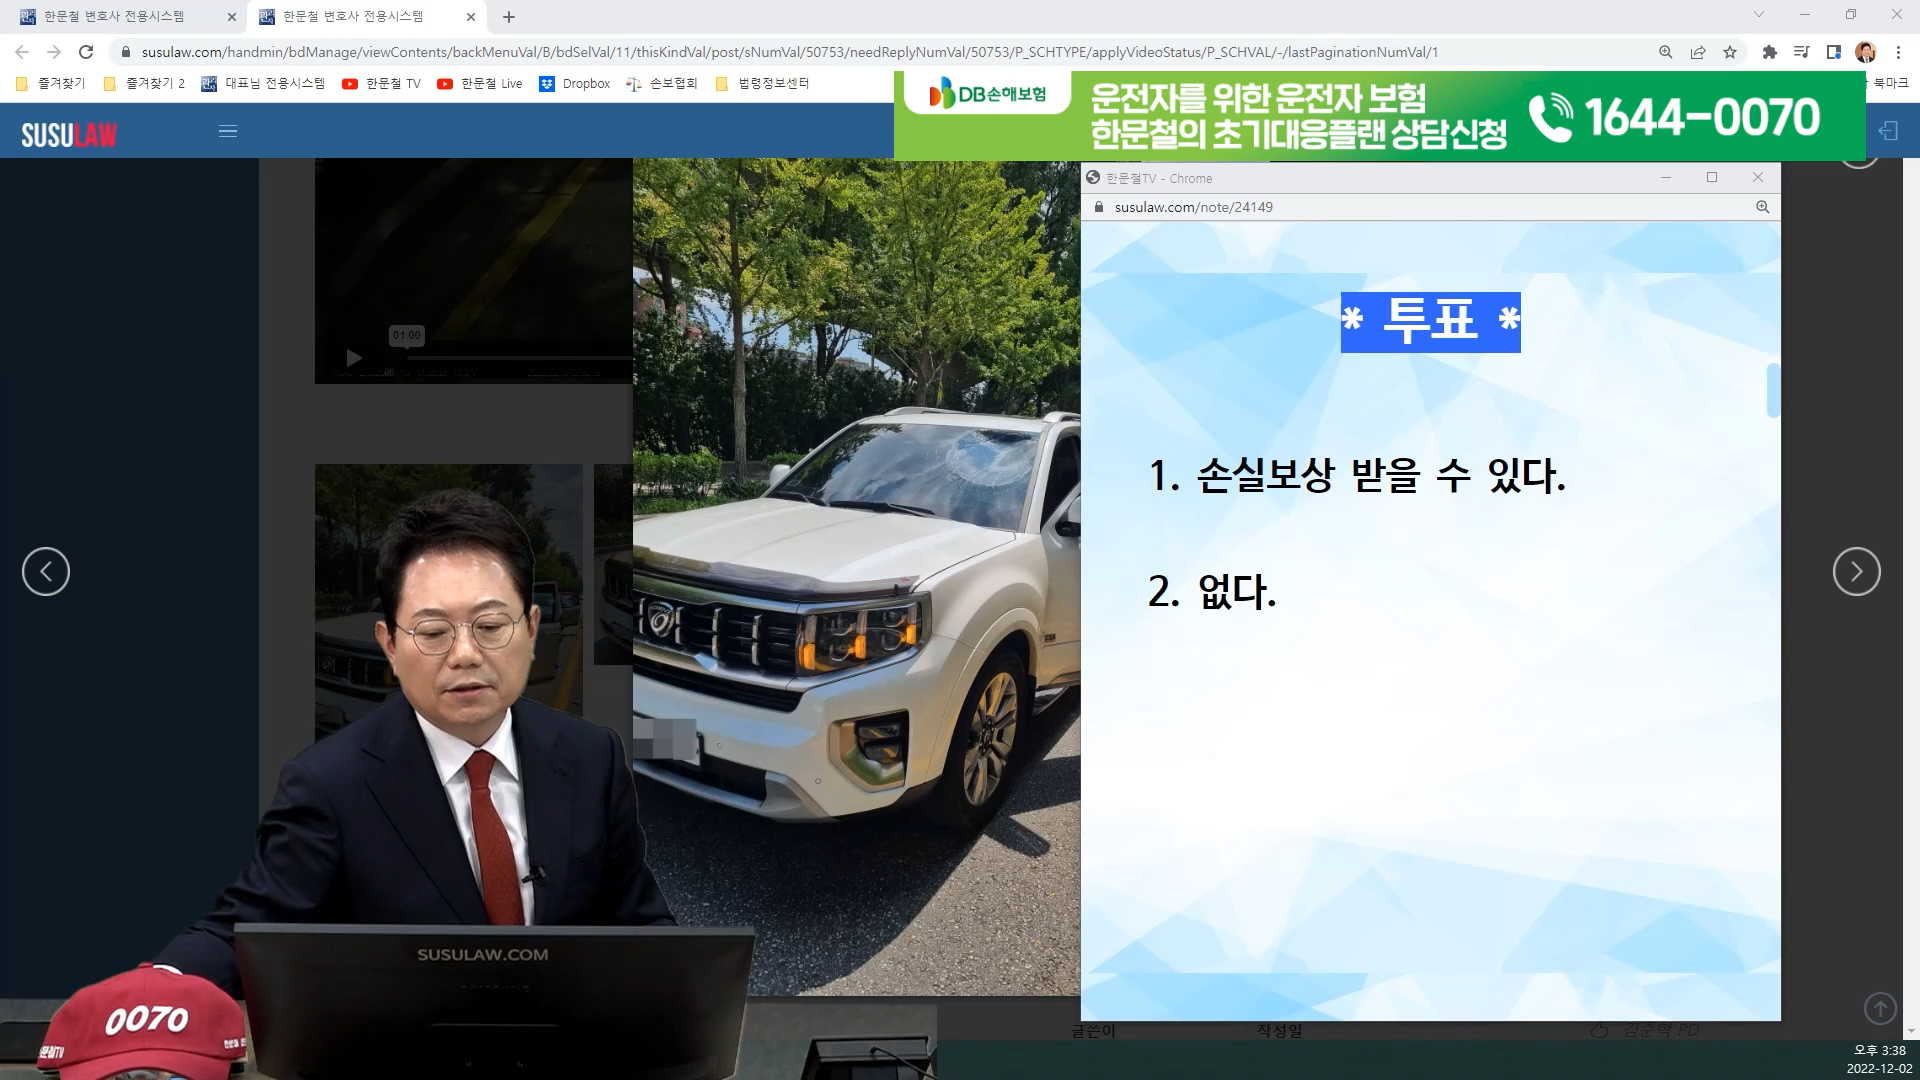 한문철 변호사 전용시스템
한문철 변호사 전용시스템
susulaw.com/handmin/bdManage/viewContents/backMenuVal/B/bdSelVal/11/thisKindVal/post/sNumVal/50753/needReplyNumVal/50753/P_SCHTYPE/applyVideoStatus/P_SCHVAL/-/lastPaginationNumVal/1
즐겨찾기 즐겨찾기 2 대표님 전용시스템 한문철 TV 한문철 Live Dropbox 손보협회 법령정보센터 북마크
DB손해보험
운전자를 위한 운전자 보험
한문철의 초기대응플랜 상담신청
1644-0070
SUSULAW
한문철TV - Chrome
susulaw.com/note/24149
* 투표 *
1. 손실보상 받을 수 있다.
2. 없다.
01:00
SUSULAW.COM
0070
글쓴이 작성일 김준혁 PD
오후 3:38
2022-12-02